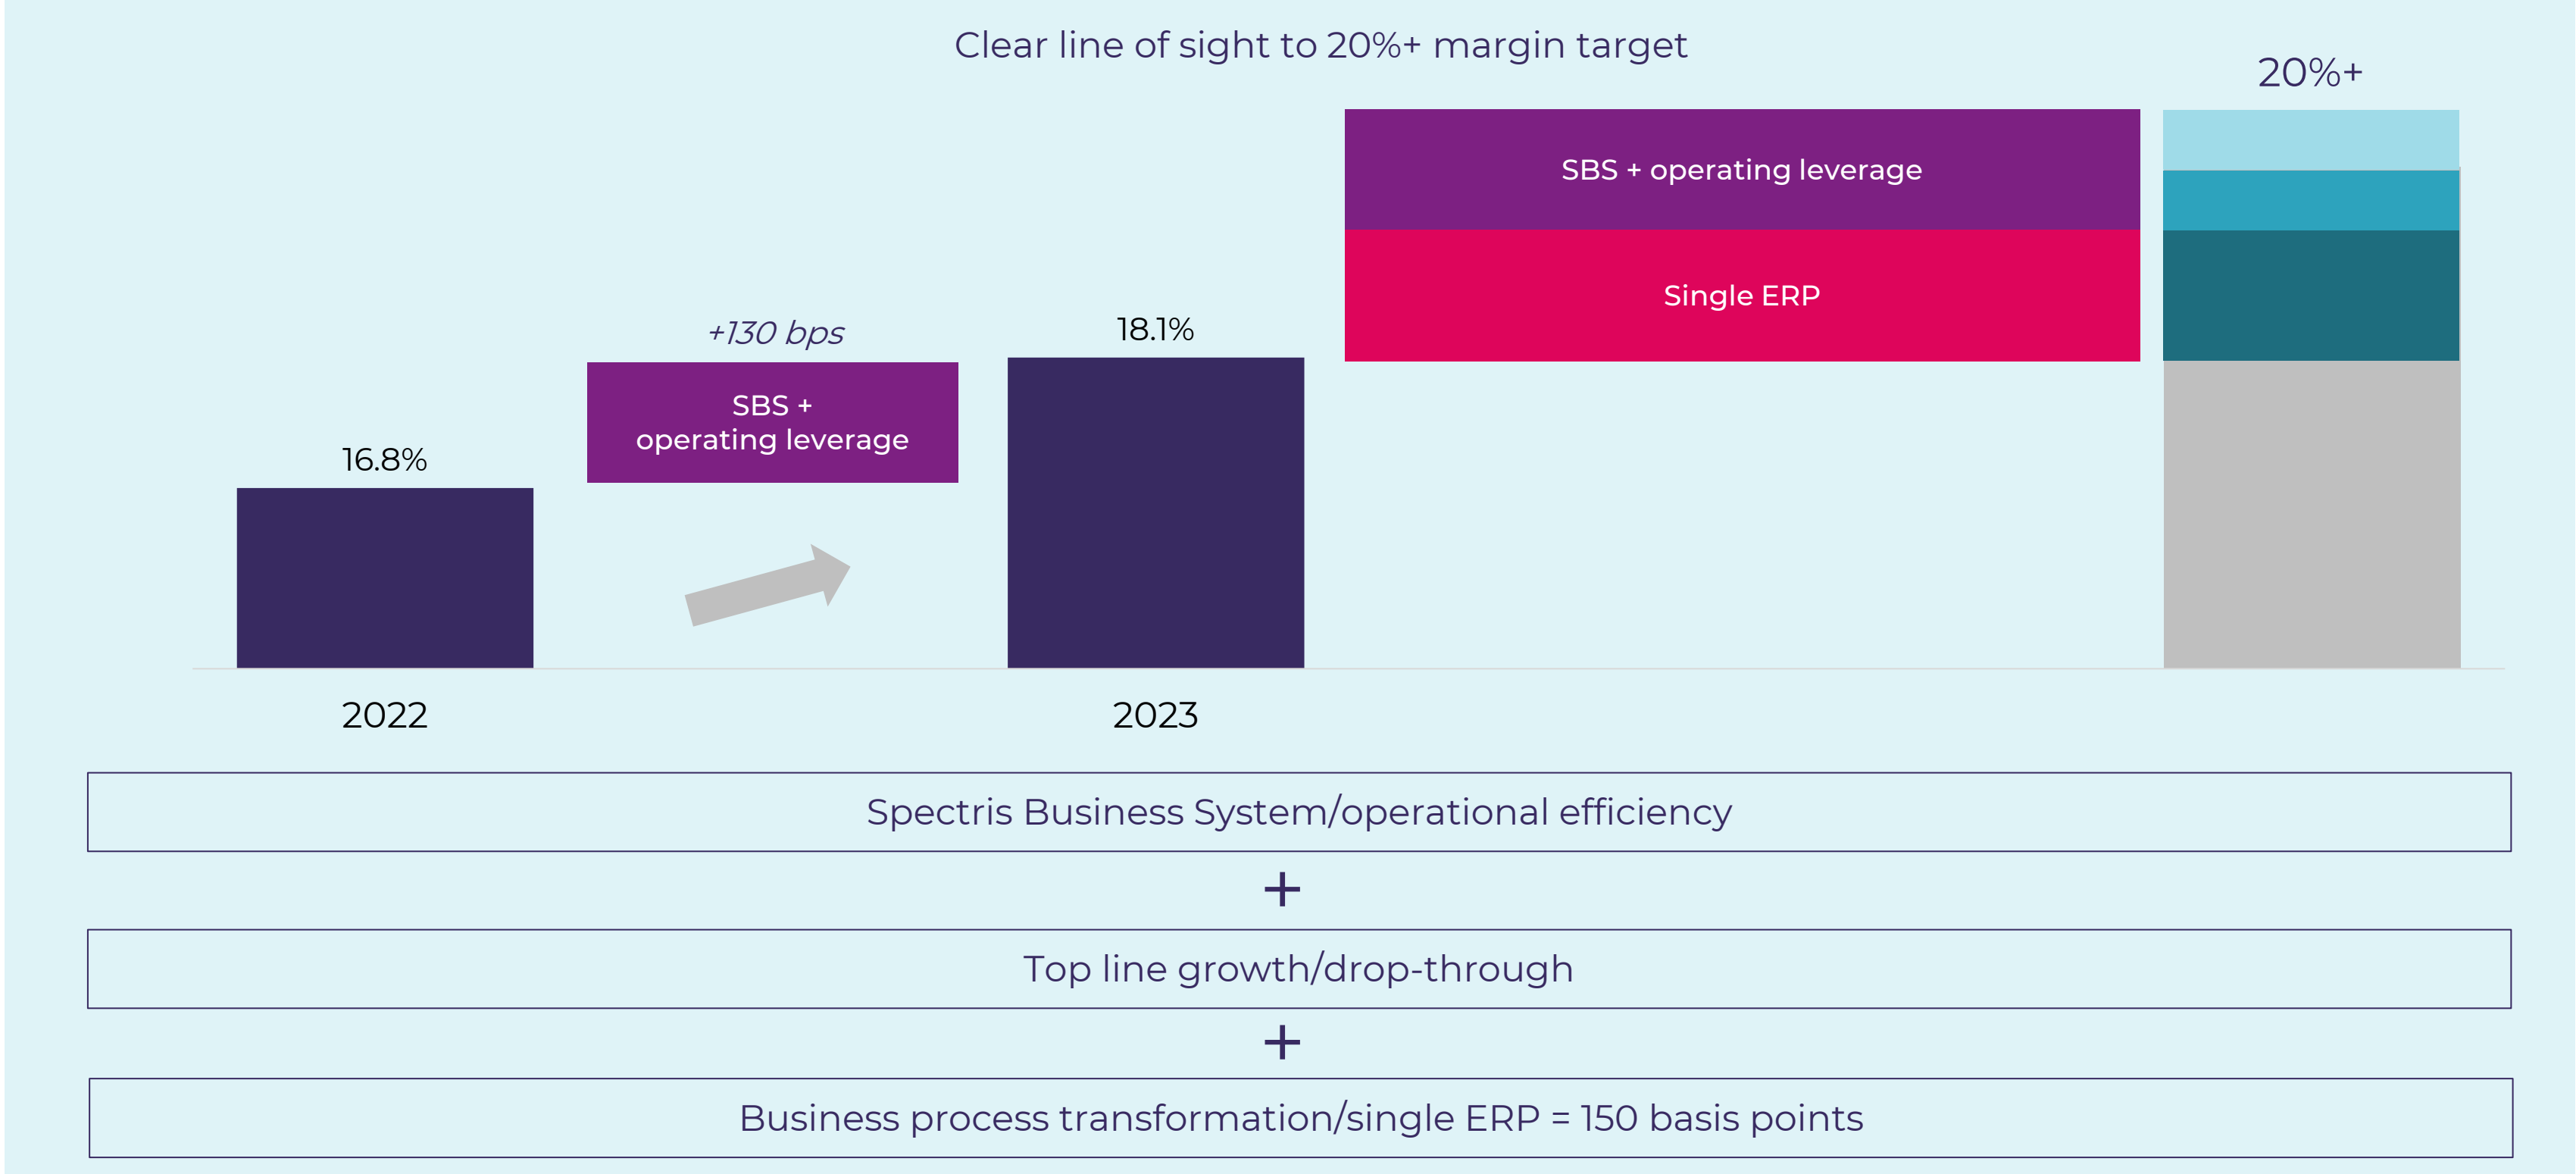 Clear line of sight to 20%+ margin target
20%+
SBS + operating leverage
Single ERP
+130 bps
18.1%
SBS +
operating leverage
16.8%
2022
2023
Spectris Business System/operational efficiency
+
Top line growth/drop-through
+
Business process transformation/single ERP = 150 basis points